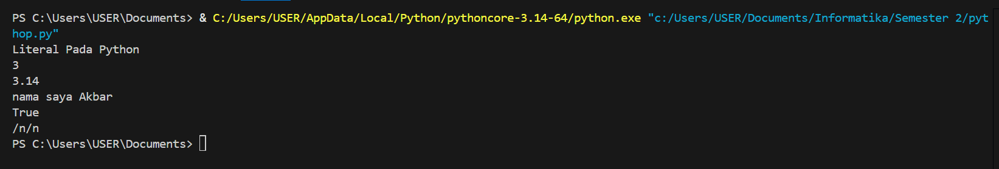 PS C:\Users\USER\Documents> & C:/Users/USER/AppData/Local/Python/pythoncore-3.14-64/python.exe "c:/Users/USER/Documents/Informatika/Semester 2/pyt
hop.py"
Literal Pada Python
3
3.14
nama saya Akbar
True
/n/n
PS C:\Users\USER\Documents>